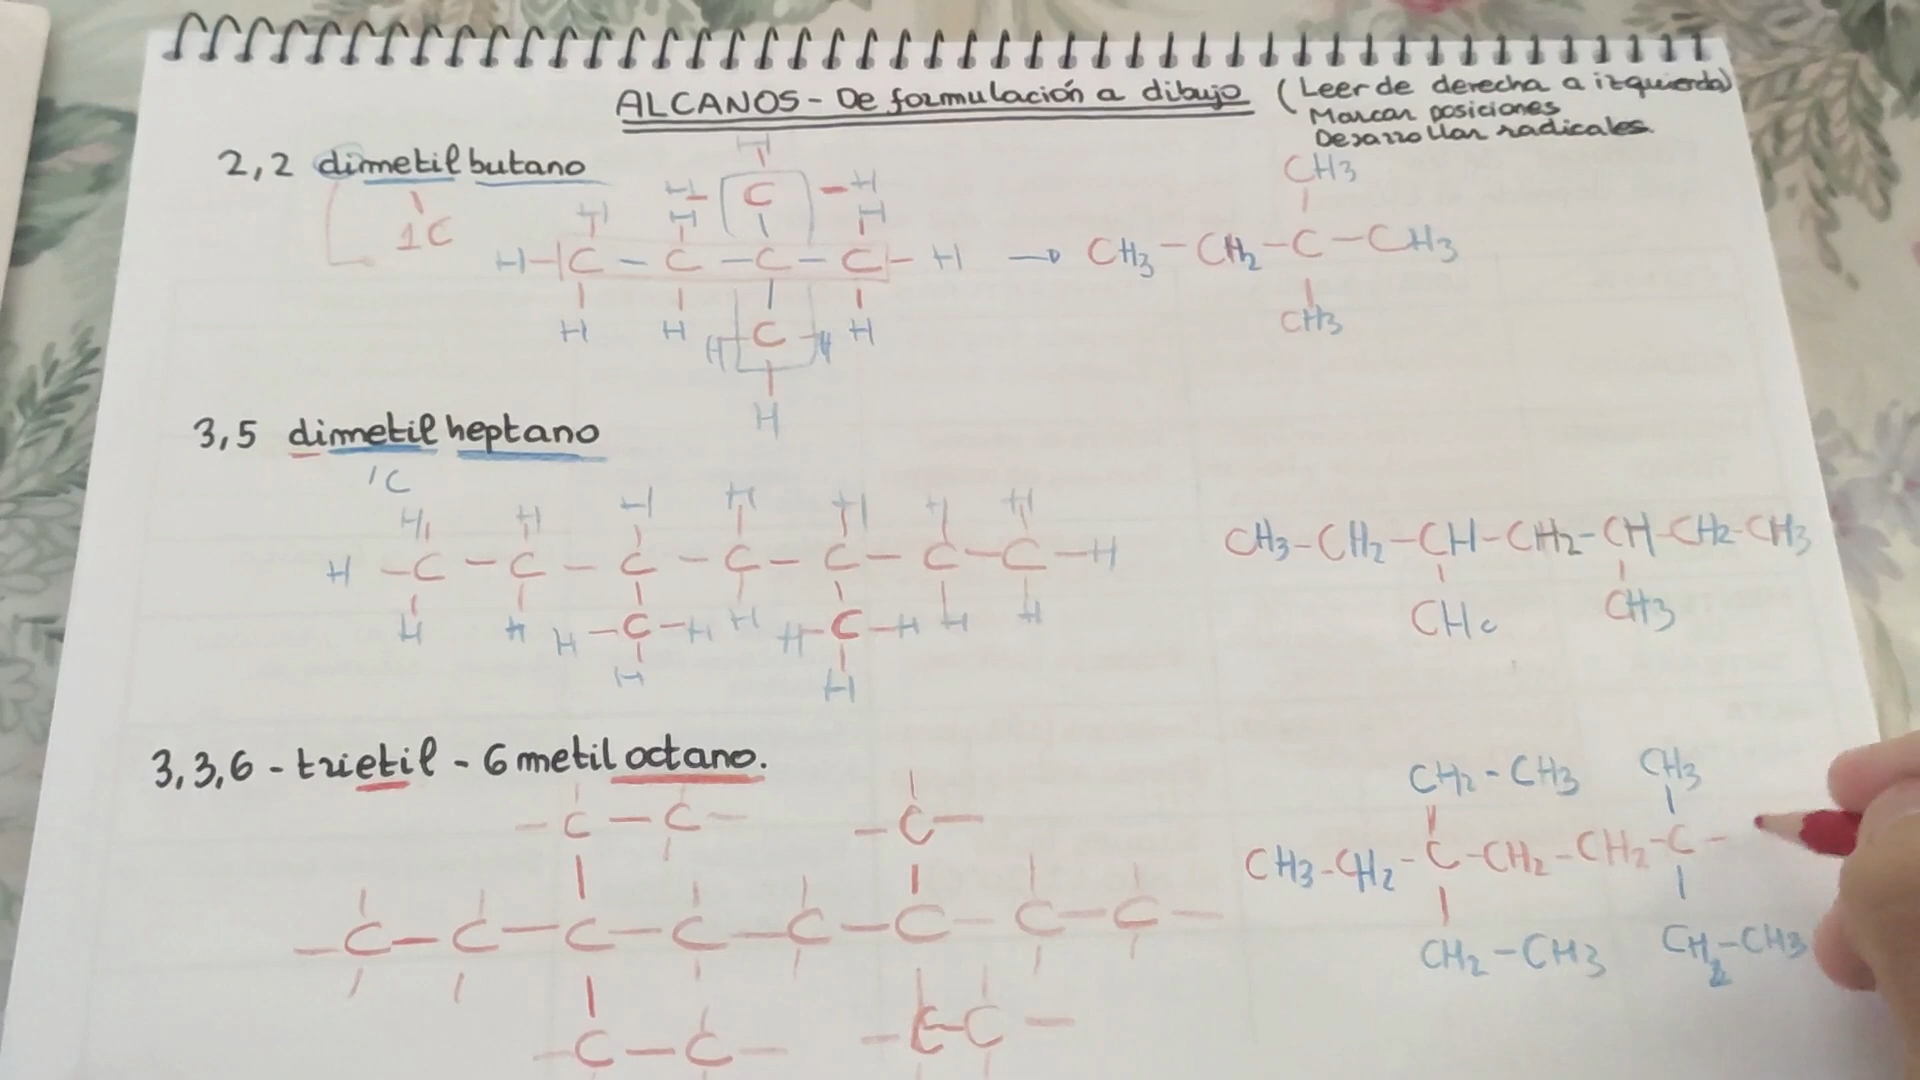 ALCANOS - De formulación a dibujo (Leer de derecha a izquierda)
Marcar posiciones
Desarrollar radicales.
2,2 dimetil butano
1C
H
H - C - H
H H H
H - C - C - C - C - H
H H H
H - C - H
H
CH3
→ CH3 - CH2 - C - CH3
CH3
3,5 dimetil heptano
1C
H H H H H H H
H - C - C - C - C - C - C - C - H
H H H - C - H H H - C - H H H
H H
CH3 - CH2 - CH - CH2 - CH - CH2 - CH3
CH3
3,3,6 - trietil - 6 metil octano.
C - C C
C - C - C - C - C - C - C - C
C - C C - C
CH2 - CH3 CH3
CH3 - CH2 - C - CH2 - CH2 - C -
CH2 - CH3 CH2 - CH3